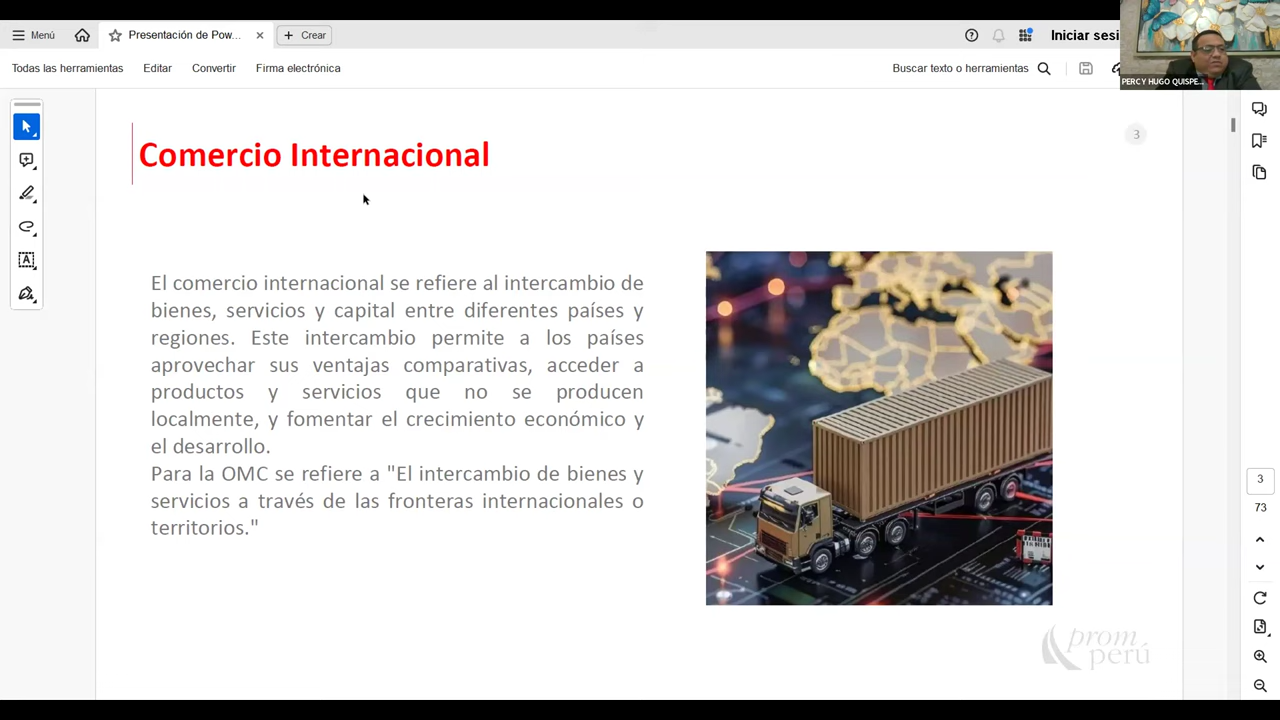 Menú
Presentación de Pow...
Crear
Iniciar sesi
Todas las herramientas
Editar
Convertir
Firma electrónica
Buscar texto o herramientas
PERCY HUGO QUISPE...
3
Comercio Internacional
El comercio internacional se refiere al intercambio de
bienes, servicios y capital entre diferentes países y
regiones. Este intercambio permite a los países
aprovechar sus ventajas comparativas, acceder a
productos y servicios que no se producen
localmente, y fomentar el crecimiento económico y
el desarrollo.
Para la OMC se refiere a "El intercambio de bienes y
servicios a través de las fronteras internacionales o
territorios."
prom
perú
3
73